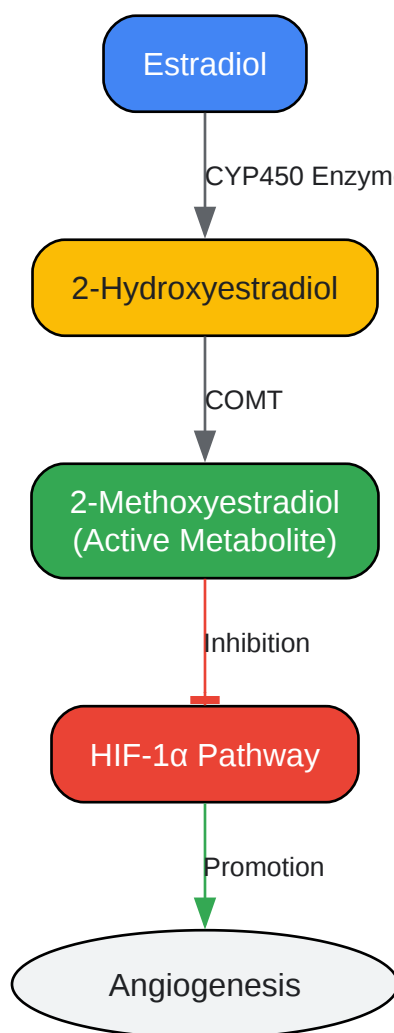 Estradiol
CYP450 Enzym
2-Hydroxyestradiol
COMT
2-Methoxyestradiol
(Active Metabolite)
Inhibition
HIF-1α Pathway
Promotion
Angiogenesis